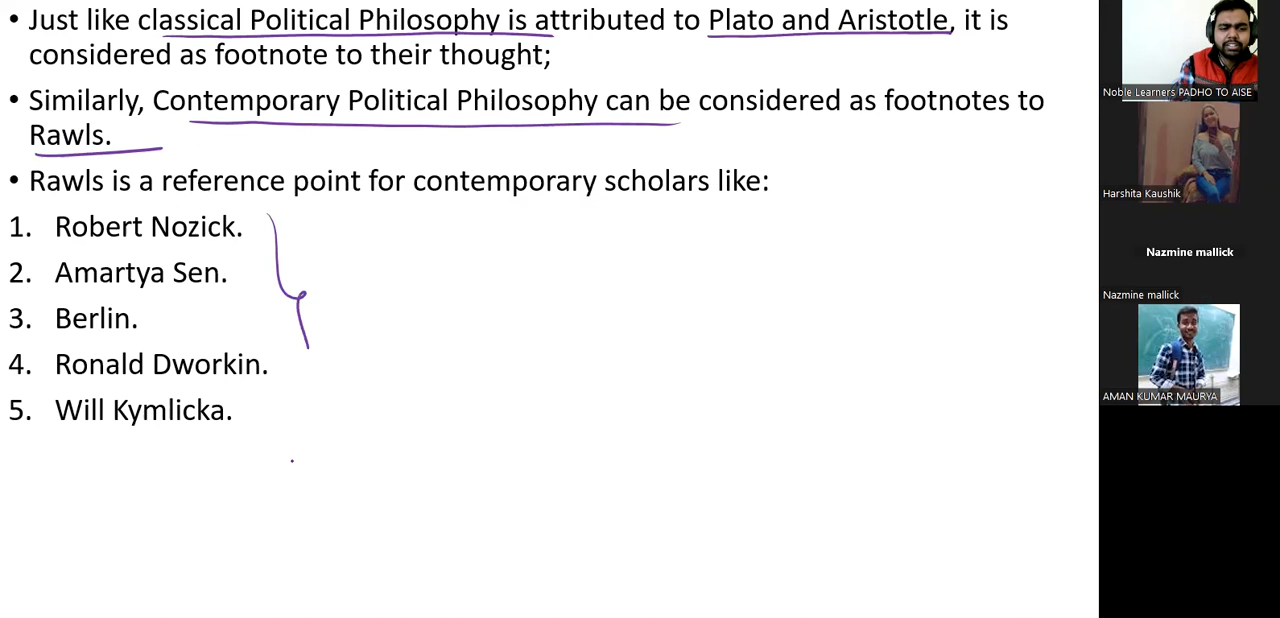 • Just like classical Political Philosophy is attributed to Plato and Aristotle, it is
considered as footnote to their thought;
• Similarly, Contemporary Political Philosophy can be considered as footnotes to
Rawls.
• Rawls is a reference point for contemporary scholars like:
1. Robert Nozick.
2. Amartya Sen.
3. Berlin.
4. Ronald Dworkin.
5. Will Kymlicka.
Noble Learners PADHO TO AISE
Harshita Kaushik
Nazmine mallick
Nazmine mallick
AMAN KUMAR MAURYA